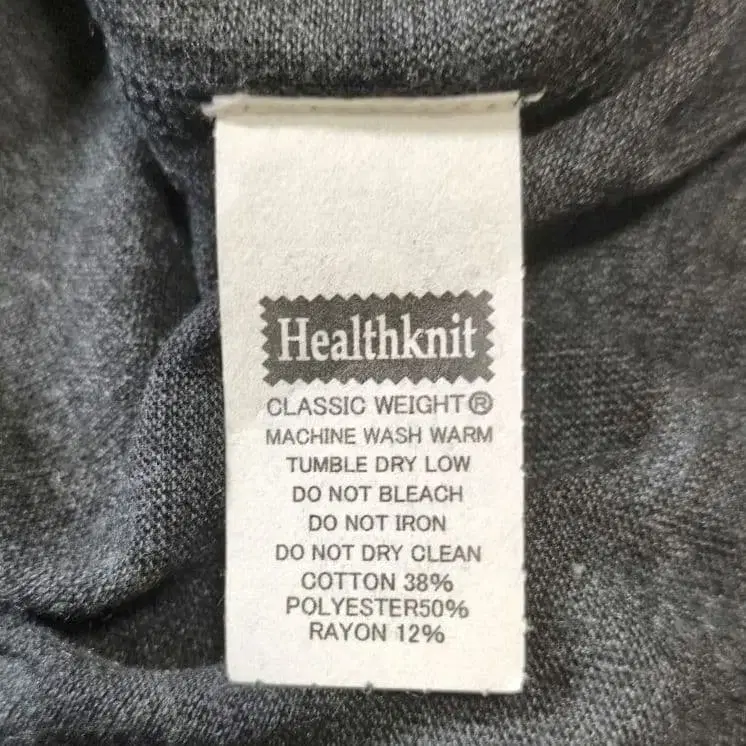 Healthknit
CLASSIC WEIGHT®
MACHINE WASH WARM
TUMBLE DRY LOW
DO NOT BLEACH
DO NOT IRON
DO NOT DRY CLEAN
COTTON 38%
POLYESTER50%
RAYON 12%